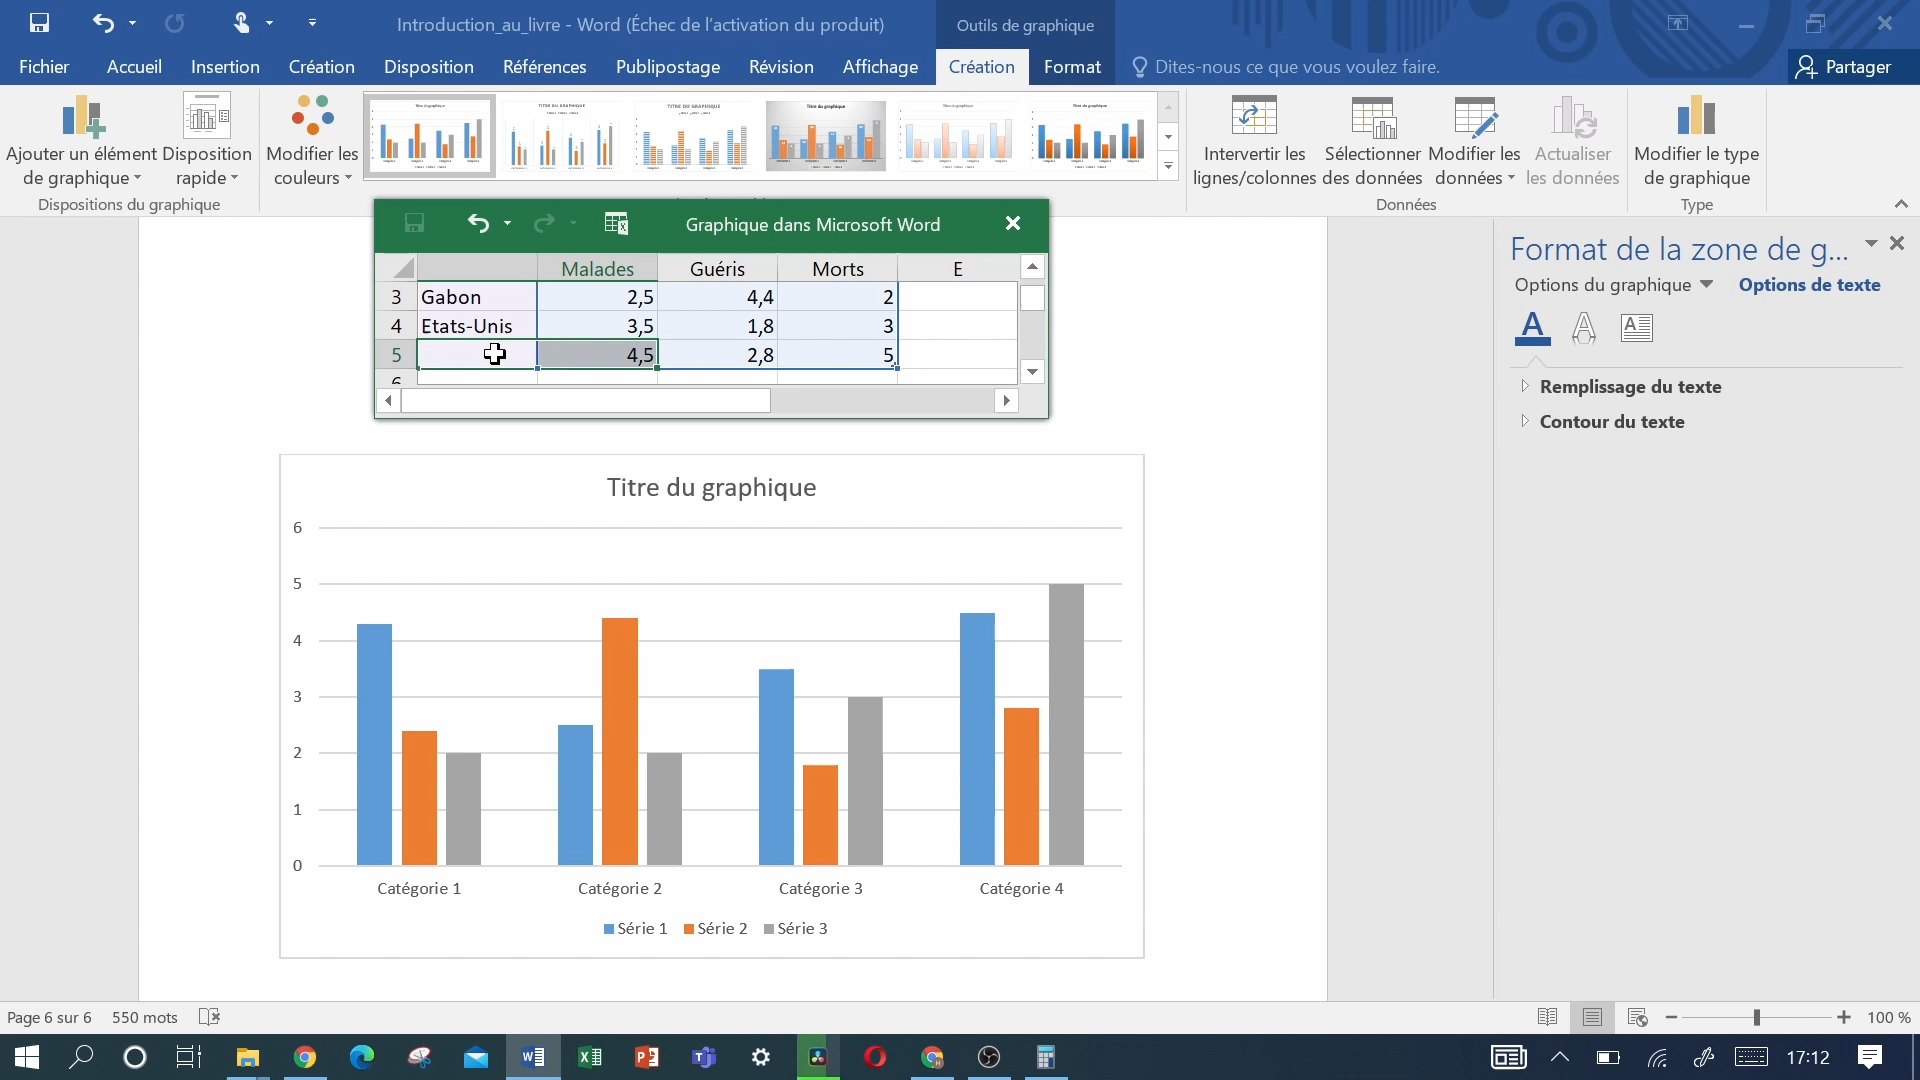 Introduction_au_livre - Word (Échec de l'activation du produit)
Outils de graphique
Fichier Accueil Insertion Création Disposition Références Publipostage Révision Affichage Création Format Dites-nous ce que vous voulez faire. Partager
Ajouter un élément de graphique
Disposition rapide
Modifier les couleurs
Intervertir les lignes/colonnes
Sélectionner des données
Modifier les données
Actualiser les données
Modifier le type de graphique
Dispositions du graphique
Données
Type
Graphique dans Microsoft Word
Malades Guéris Morts E
3 Gabon 2,5 4,4 2
4 Etats-Unis 3,5 1,8 3
5 4,5 2,8 5
6
Format de la zone de g...
Options du graphique Options de texte
Remplissage du texte
Contour du texte
Titre du graphique
6
5
4
3
2
1
0
Catégorie 1 Catégorie 2 Catégorie 3 Catégorie 4
Série 1 Série 2 Série 3
Page 6 sur 6 550 mots
100 %
17:12